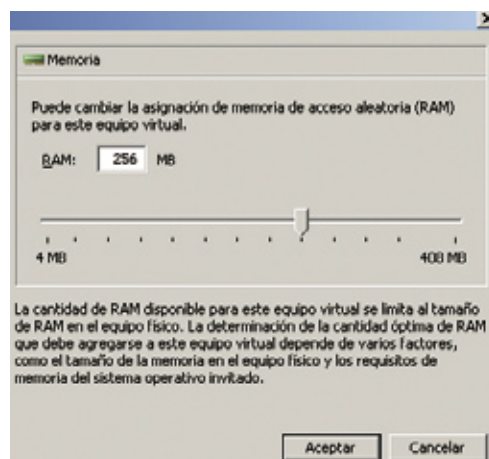 Memoria
Puede cambiar la asignación de memoria de acceso aleatoria (RAM)
para este equipo virtual.
RAM: 256 MB
4 MB 408 MB
La cantidad de RAM disponible para este equipo virtual se limita al tamaño
de RAM en el equipo físico. La determinación de la cantidad óptima de RAM
que debe agregarse a este equipo virtual depende de varios factores,
como el tamaño de la memoria en el equipo físico y los requisitos de
memoria del sistema operativo invitado.
Aceptar Cancelar